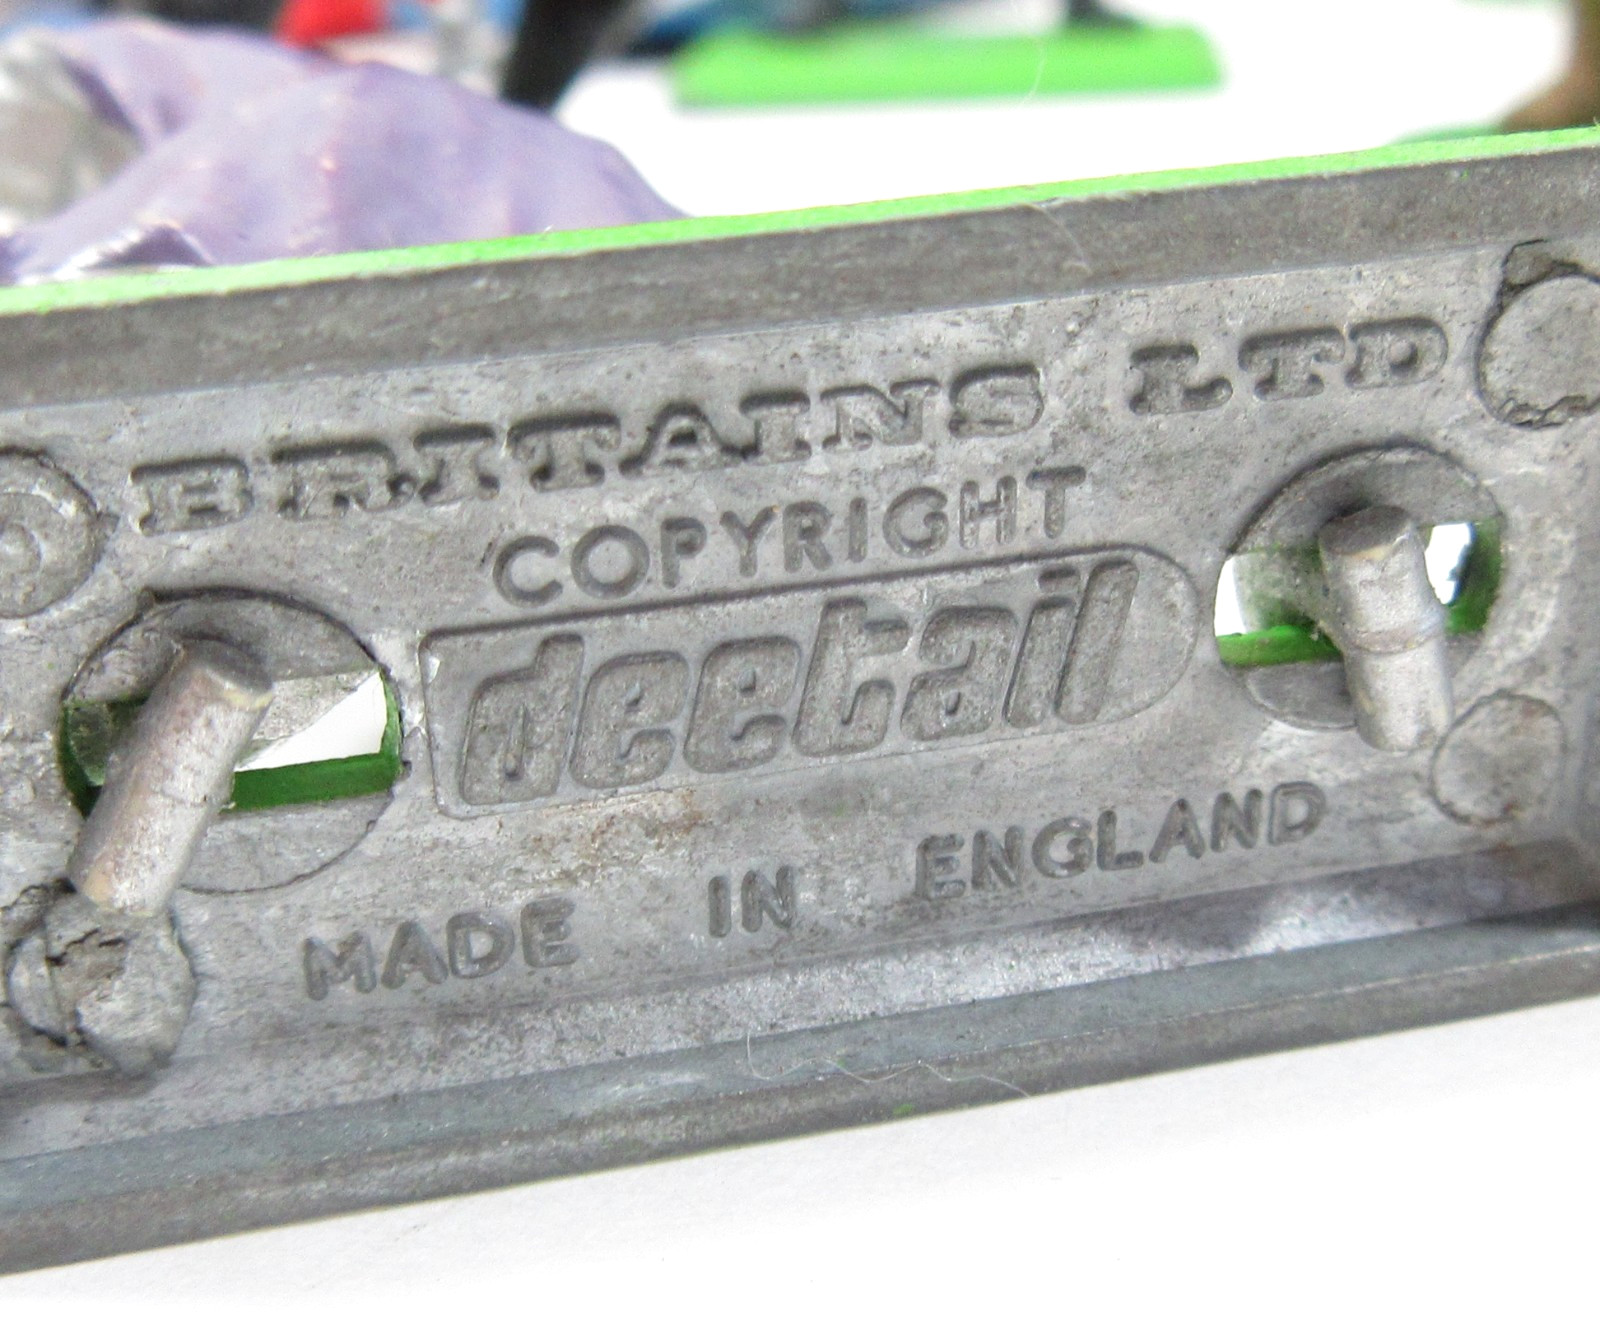 BRITAINS LTD
COPYRIGHT
deetail
MADE IN ENGLAND